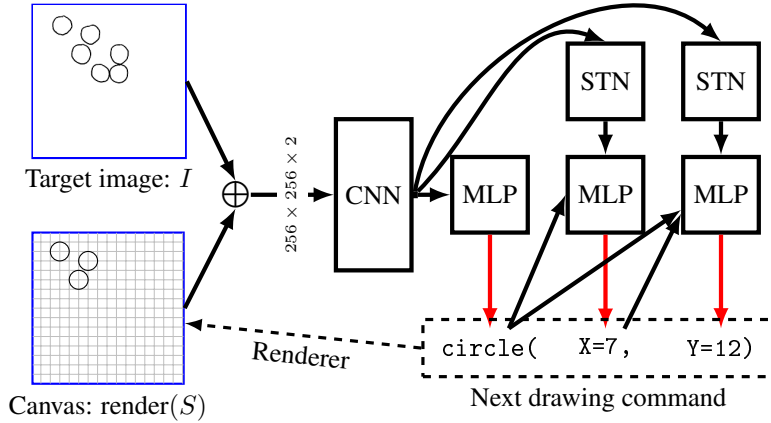 STN STN
Target image: I
256 × 256 × 2
CNN MLP MLP MLP
circle( X=7, Y=12)
Renderer
Next drawing command
Canvas: render(S)